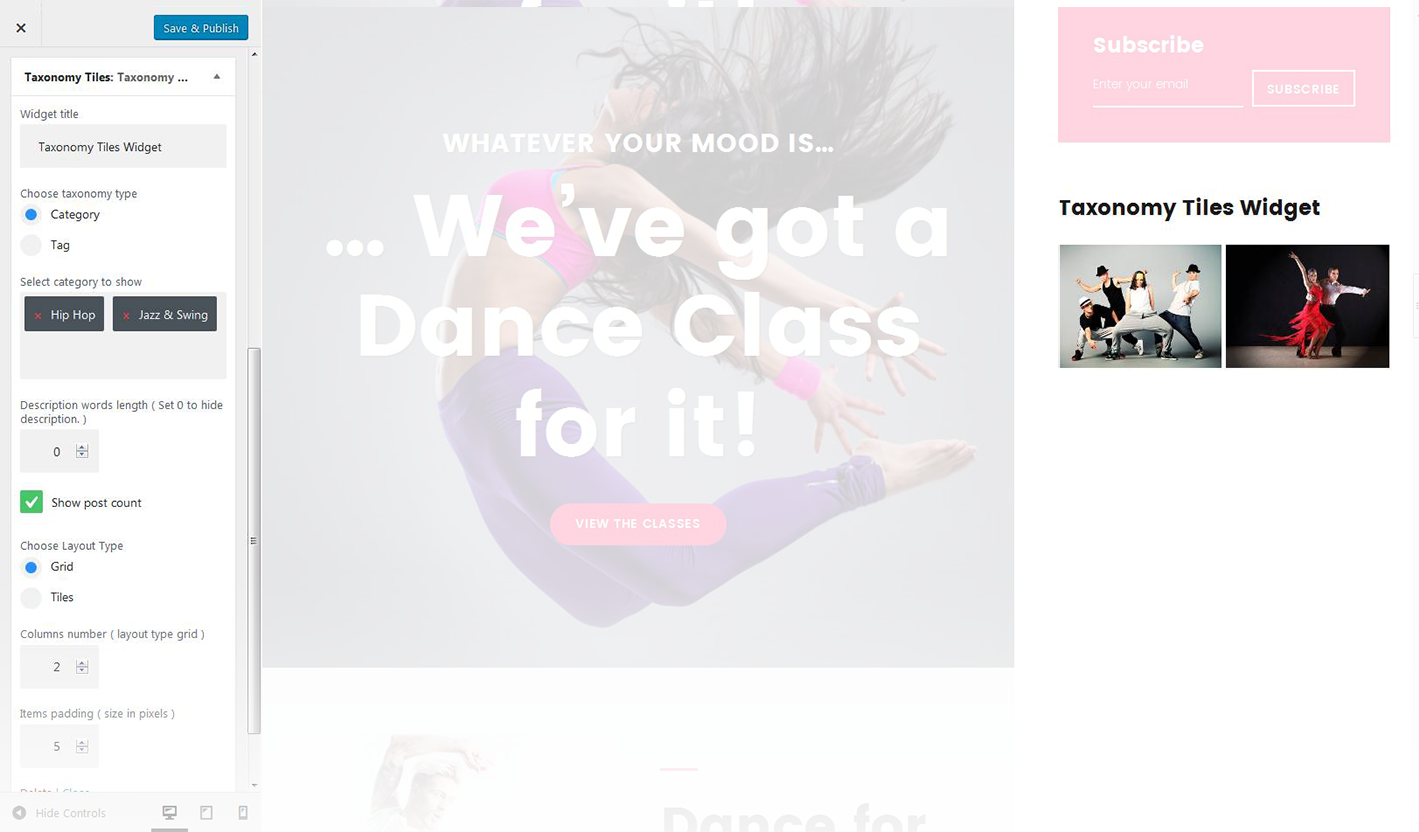 Save & Publish
Taxonomy Tiles: Taxonomy ...
Widget title
Taxonomy Tiles Widget
Choose taxonomy type
Category
Tag
Select category to show
× Hip Hop × Jazz & Swing
Description words length ( Set 0 to hide
description. )
0
Show post count
Choose Layout Type
Grid
Tiles
Columns number ( layout type grid )
2
Items padding ( size in pixels )
5
Delete | Close
Hide Controls
for it!
WHATEVER YOUR MOOD IS...
... We've got a
Dance Class
for it!
VIEW THE CLASSES
Dance for
Subscribe
Enter your email SUBSCRIBE
Taxonomy Tiles Widget